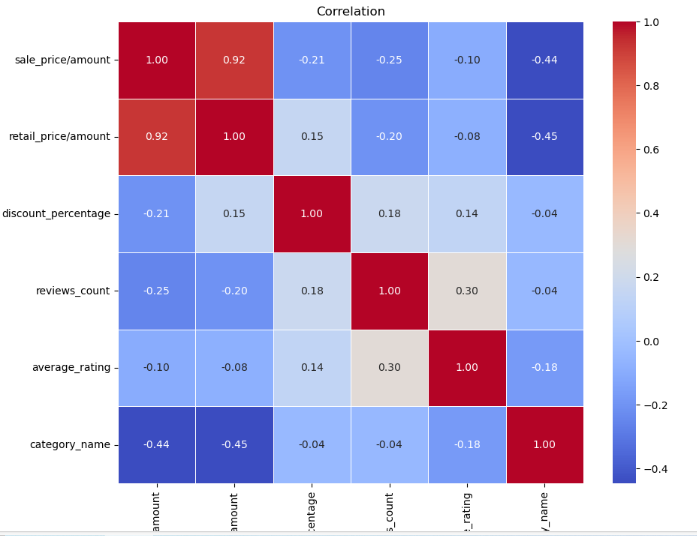 Correlation
sale_price/amount 1.00 0.92 -0.21 -0.25 -0.10 -0.44
retail_price/amount 0.92 1.00 0.15 -0.20 -0.08 -0.45
discount_percentage -0.21 0.15 1.00 0.18 0.14 -0.04
reviews_count -0.25 -0.20 0.18 1.00 0.30 -0.04
average_rating -0.10 -0.08 0.14 0.30 1.00 -0.18
category_name -0.44 -0.45 -0.04 -0.04 -0.18 1.00
amount
amount
centage
s_count
e_rating
y_name
1.0
0.8
0.6
0.4
0.2
0.0
−0.2
−0.4